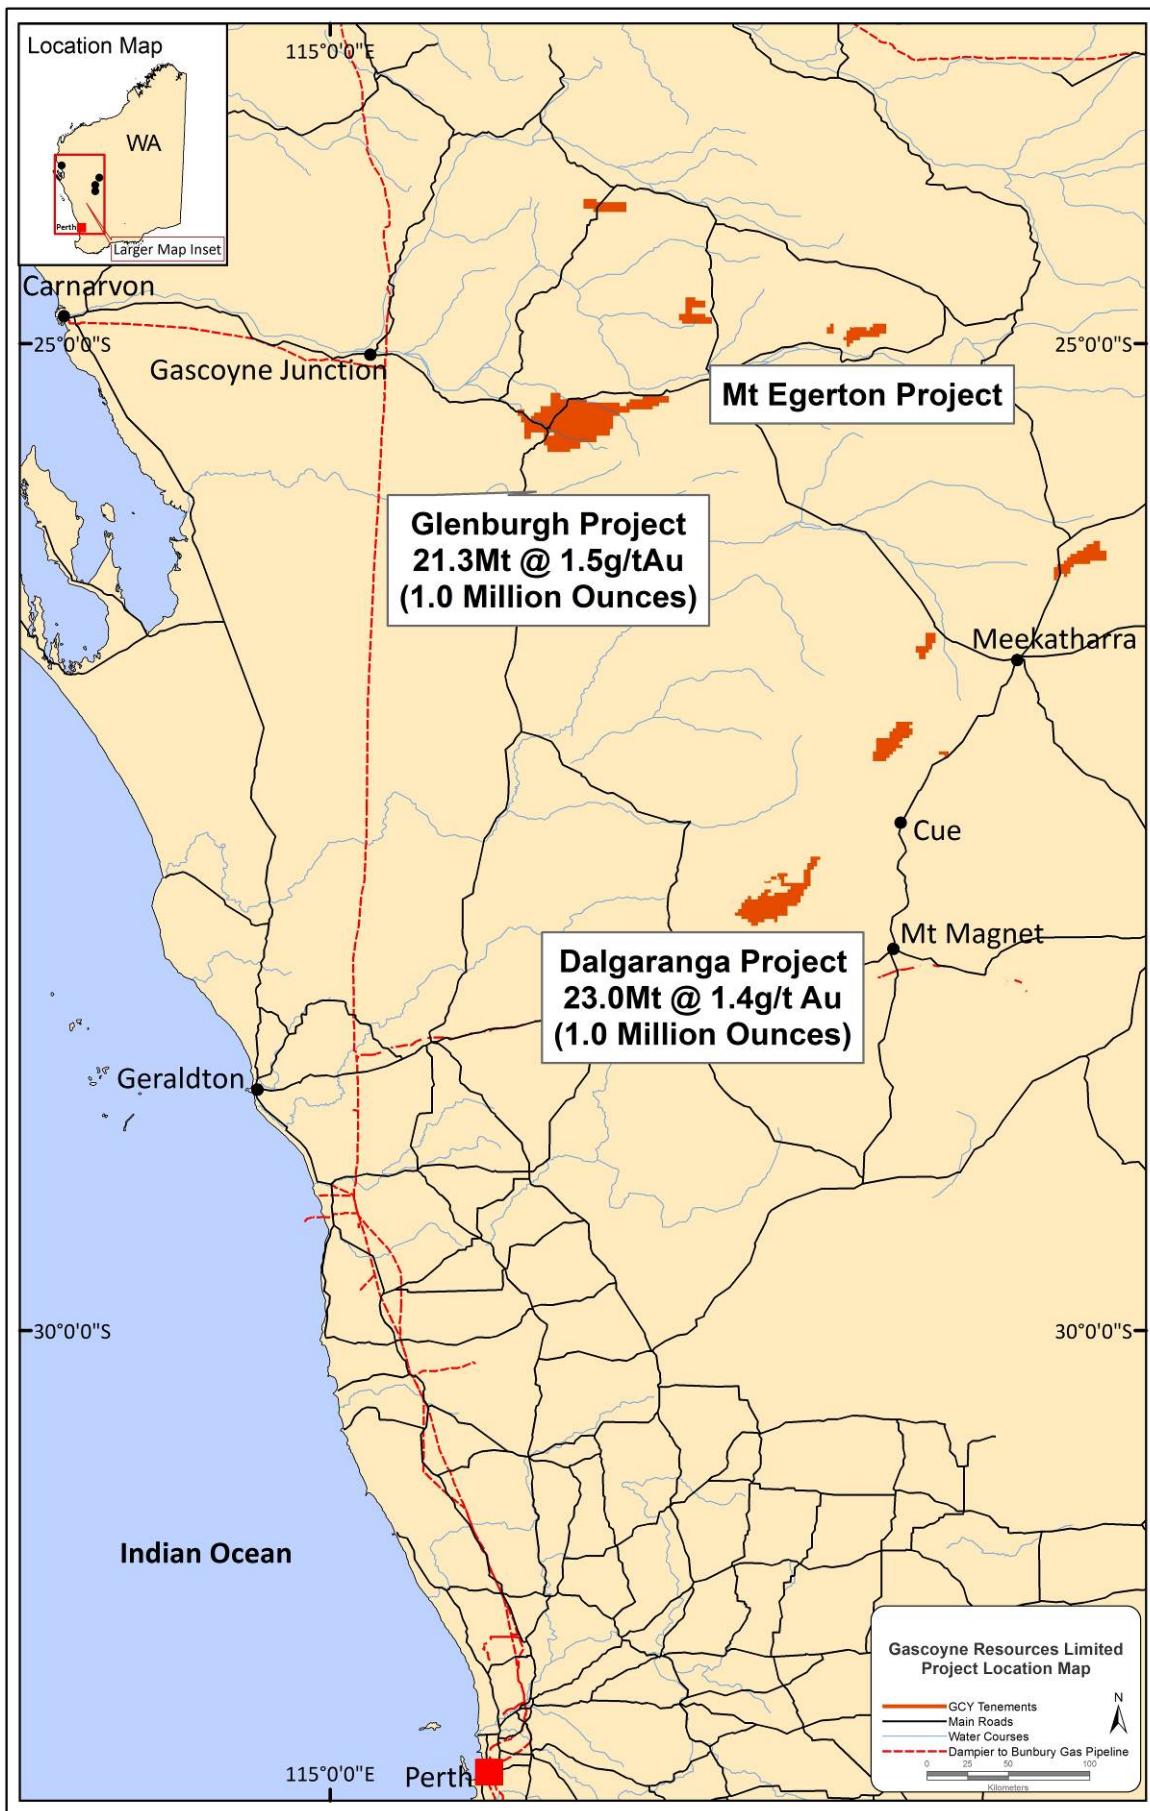 Location Map
WA
Perth
Larger Map Inset
115°0'0"E
Carnarvon
25°0'0"S
25°0'0"S
Gascoyne Junction
Mt Egerton Project
Glenburgh Project
21.3Mt @ 1.5g/tAu
(1.0 Million Ounces)
Meekatharra
Cue
Mt Magnet
Dalgaranga Project
23.0Mt @ 1.4g/t Au
(1.0 Million Ounces)
Geraldton
30°0'0"S
30°0'0"S
Indian Ocean
Gascoyne Resources Limited
Project Location Map
N
GCY Tenements
Main Roads
Water Courses
Dampier to Bunbury Gas Pipeline
0 25 50 100
Kilometers
115°0'0"E
Perth